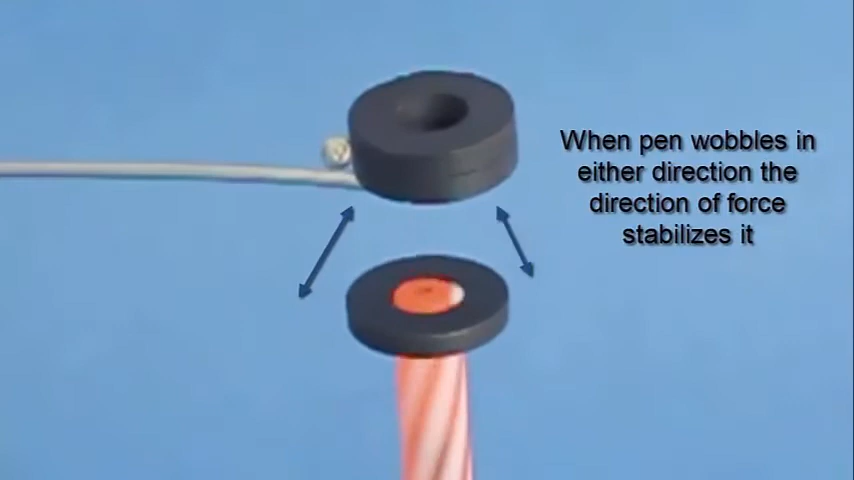 When pen wobbles in
either direction the
direction of force
stabilizes it